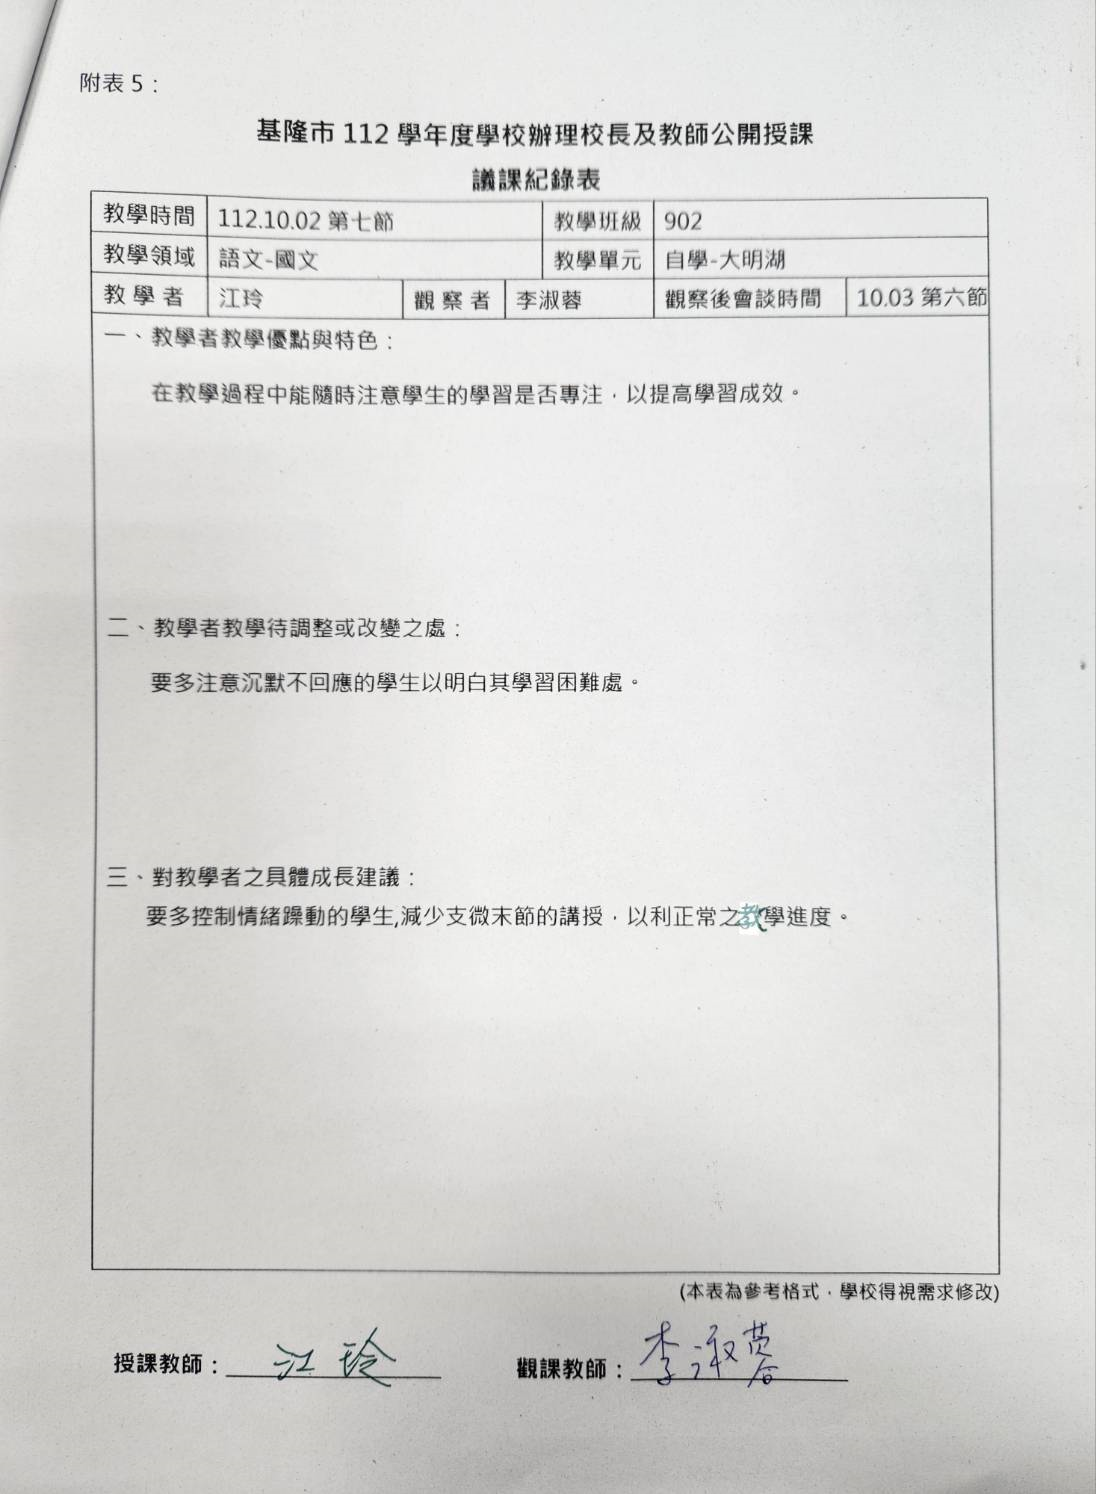 附表 5：
基隆市 112 學年度學校辦理校長及教師公開授課
議課紀錄表
教學時間 112.10.02 第七節 教學班級 902
教學領域 語文-國文 教學單元 自學-大明湖
教學者 江玲 觀察者 李淑蓉 觀察後會談時間 10.03 第六節
一、教學者教學優點與特色：
在教學過程中能隨時注意學生的學習是否專注，以提高學習成效。
二、教學者教學待調整或改變之處：
要多注意沉默不回應的學生以明白其學習困難處。
三、對教學者之具體成長建議：
要多控制情緒躁動的學生,減少支微末節的講授，以利正常之教學進度。
(本表為參考格式，學校得視需求修改)
授課教師：江玲 觀課教師：李淑蓉